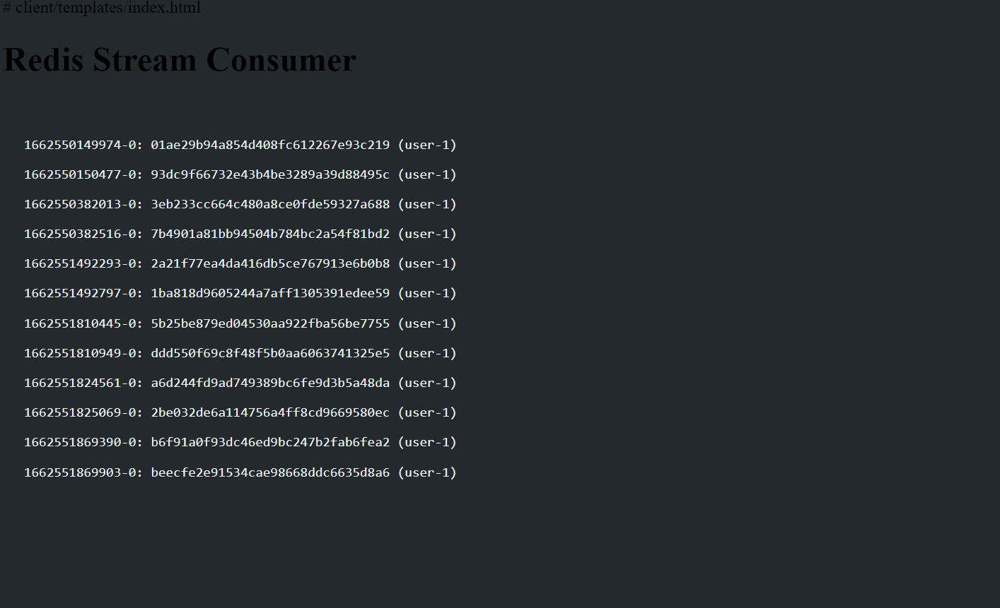 # client/templates/index.html
Redis Stream Consumer
1662550149974-0: 01ae29b94a854d408fc612267e93c219 (user-1)
1662550150477-0: 93dc9f66732e43b4be3289a39d88495c (user-1)
1662550382013-0: 3eb233cc664c480a8ce0fde59327a688 (user-1)
1662550382516-0: 7b4901a81bb94504b784bc2a54f81bd2 (user-1)
1662551492293-0: 2a21f77ea4da416db5ce767913e6b0b8 (user-1)
1662551492797-0: 1ba818d9605244a7aff1305391edee59 (user-1)
1662551810445-0: 5b25be879ed04530aa922fba56be7755 (user-1)
1662551810949-0: ddd550f69c8f48f5b0aa6063741325e5 (user-1)
1662551824561-0: a6d244fd9ad749389bc6fe9d3b5a48da (user-1)
1662551825069-0: 2be032de6a114756a4ff8cd9669580ec (user-1)
1662551869390-0: b6f91a0f93dc46ed9bc247b2fab6fea2 (user-1)
1662551869903-0: beecfe2e91534cae98668ddc6635d8a6 (user-1)